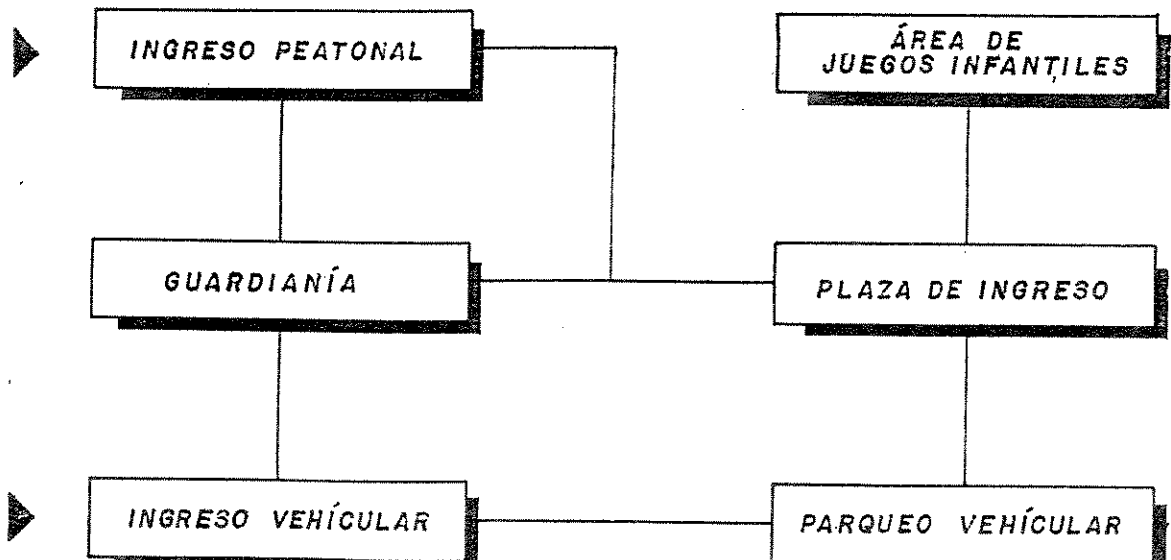 INGRESO PEATONAL
ÁREA DE
JUEGOS INFANTILES
GUARDIANÍA
PLAZA DE INGRESO
INGRESO VEHÍCULAR
PARQUEO VEHÍCULAR